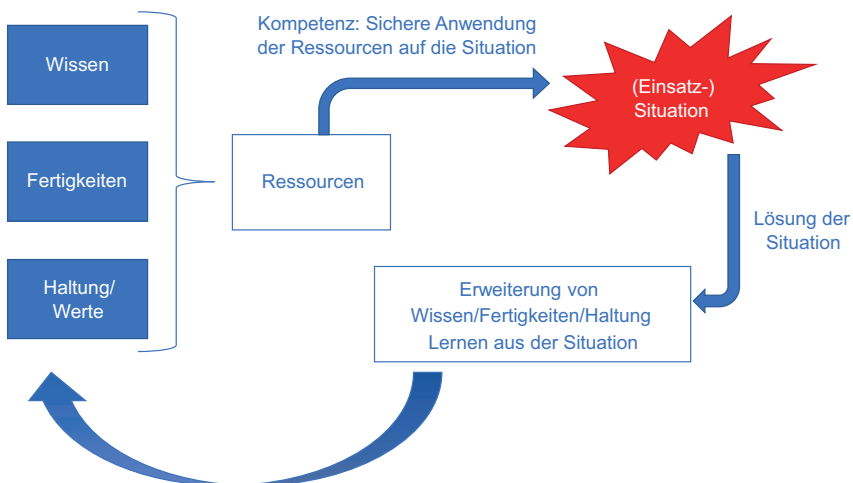 Wissen
Fertigkeiten
Haltung/
Werte
Ressourcen
Kompetenz: Sichere Anwendung
der Ressourcen auf die Situation
(Einsatz-)
Situation
Lösung der
Situation
Erweiterung von
Wissen/Fertigkeiten/Haltung
Lernen aus der Situation